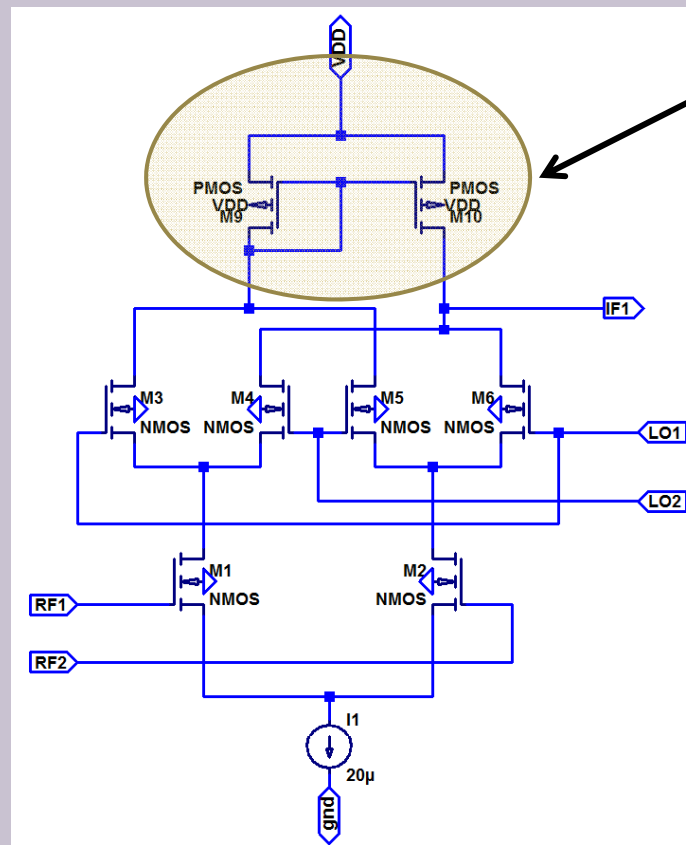 VDD
PMOS
VDD
M9
PMOS
VDD
M10
IF1
M3
NMOS
M4
NMOS
M5
NMOS
M6
NMOS
LO1
LO2
M1
NMOS
M2
NMOS
RF1
RF2
I1
20µ
gnd